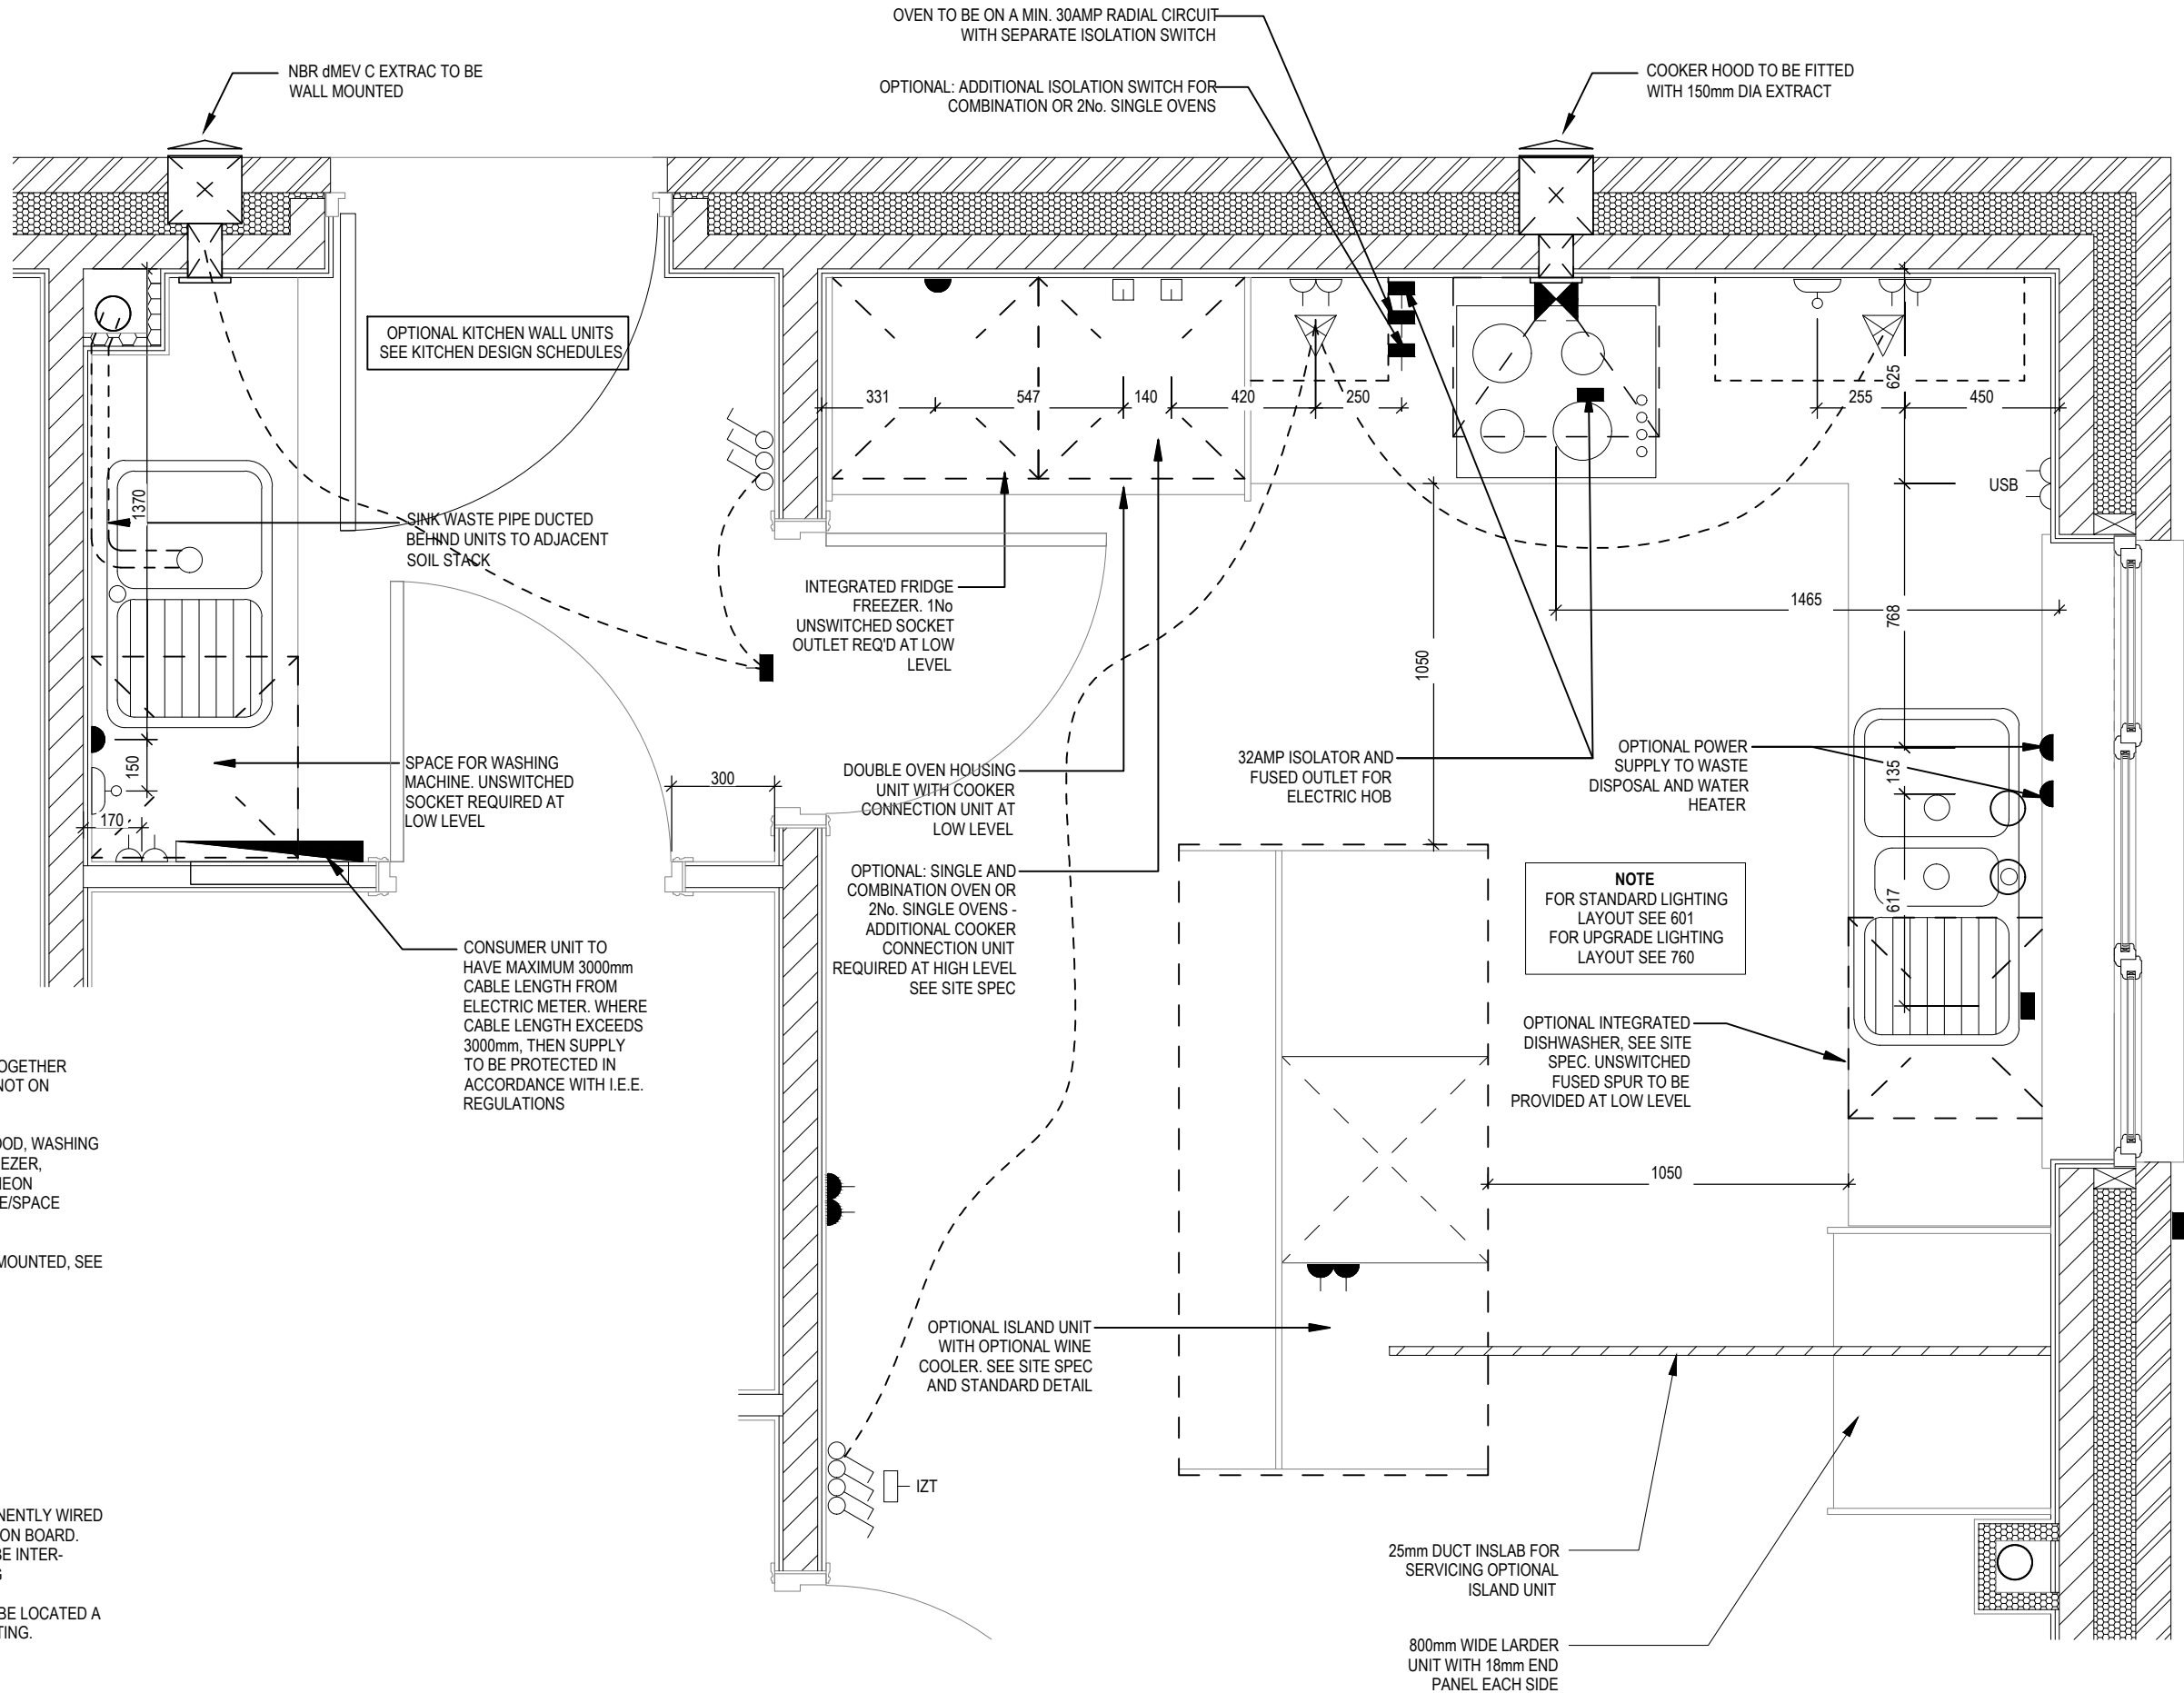 OVEN TO BE ON A MIN. 30AMP RADIAL CIRCUIT
WITH SEPARATE ISOLATION SWITCH
NBR dMEV C EXTRAC TO BE
WALL MOUNTED
OPTIONAL: ADDITIONAL ISOLATION SWITCH FOR
COMBINATION OR 2No. SINGLE OVENS
COOKER HOOD TO BE FITTED
WITH 150mm DIA EXTRACT
OPTIONAL KITCHEN WALL UNITS
SEE KITCHEN DESIGN SCHEDULES
331
547
140
420
250
255
625
450
USB
1370
SINK WASTE PIPE DUCTED
BEHIND UNITS TO ADJACENT
SOIL STACK
INTEGRATED FRIDGE
FREEZER. 1No
UNSWITCHED SOCKET
OUTLET REQ'D AT LOW
LEVEL
1465
768
1050
SPACE FOR WASHING
MACHINE. UNSWITCHED
SOCKET REQUIRED AT
LOW LEVEL
150
170
300
DOUBLE OVEN HOUSING
UNIT WITH COOKER
CONNECTION UNIT AT
LOW LEVEL
32AMP ISOLATOR AND
FUSED OUTLET FOR
ELECTRIC HOB
OPTIONAL POWER
SUPPLY TO WASTE
DISPOSAL AND WATER
HEATER
135
617
OPTIONAL: SINGLE AND
COMBINATION OVEN OR
2No. SINGLE OVENS -
ADDITIONAL COOKER
CONNECTION UNIT
REQUIRED AT HIGH LEVEL
SEE SITE SPEC
NOTE
FOR STANDARD LIGHTING
LAYOUT SEE 601
FOR UPGRADE LIGHTING
LAYOUT SEE 760
CONSUMER UNIT TO
HAVE MAXIMUM 3000mm
CABLE LENGTH FROM
ELECTRIC METER. WHERE
CABLE LENGTH EXCEEDS
3000mm, THEN SUPPLY
TO BE PROTECTED IN
ACCORDANCE WITH I.E.E.
REGULATIONS
OPTIONAL INTEGRATED
DISHWASHER, SEE SITE
SPEC. UNSWITCHED
FUSED SPUR TO BE
PROVIDED AT LOW LEVEL
OGETHER
NOT ON
OOD, WASHING
EZER,
NEON
E/SPACE
MOUNTED, SEE
1050
OPTIONAL ISLAND UNIT
WITH OPTIONAL WINE
COOLER. SEE SITE SPEC
AND STANDARD DETAIL
IZT
NENTLY WIRED
ON BOARD.
BE INTER-
BE LOCATED A
TING.
25mm DUCT INSLAB FOR
SERVICING OPTIONAL
ISLAND UNIT
800mm WIDE LARDER
UNIT WITH 18mm END
PANEL EACH SIDE